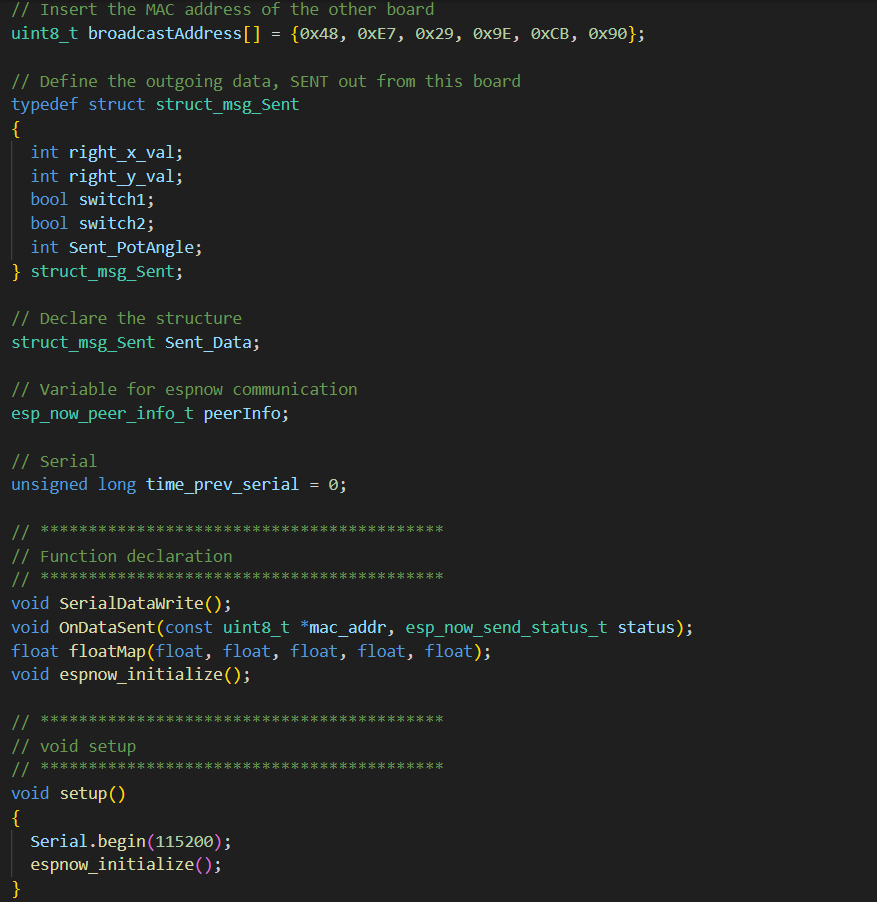 // Insert the MAC address of the other board
uint8_t broadcastAddress[] = {0x48, 0xE7, 0x29, 0x9E, 0xCB, 0x90};
// Define the outgoing data, SENT out from this board
typedef struct struct_msg_Sent
{
int right_x_val;
int right_y_val;
bool switch1;
bool switch2;
int Sent_PotAngle;
} struct_msg_Sent;
// Declare the structure
struct_msg_Sent Sent_Data;
// Variable for espnow communication
esp_now_peer_info_t peerInfo;
// Serial
unsigned long time_prev_serial = 0;
// ******************************************
// Function declaration
// ******************************************
void SerialDataWrite();
void OnDataSent(const uint8_t *mac_addr, esp_now_send_status_t status);
float floatMap(float, float, float, float, float);
void espnow_initialize();
// ******************************************
// void setup
// ******************************************
void setup()
{
Serial.begin(115200);
espnow_initialize();
}